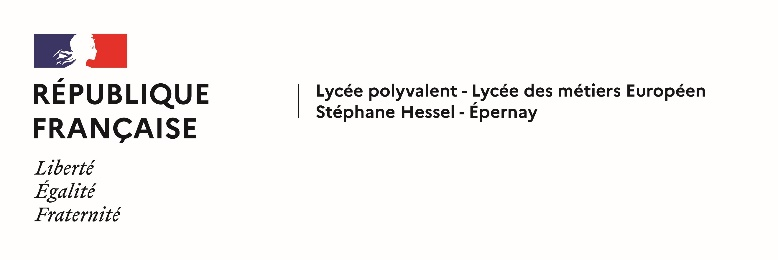 RÉPUBLIQUE
FRANÇAISE
Liberté
Égalité
Fraternité
Lycée polyvalent - Lycée des métiers Européen
Stéphane Hessel - Épernay